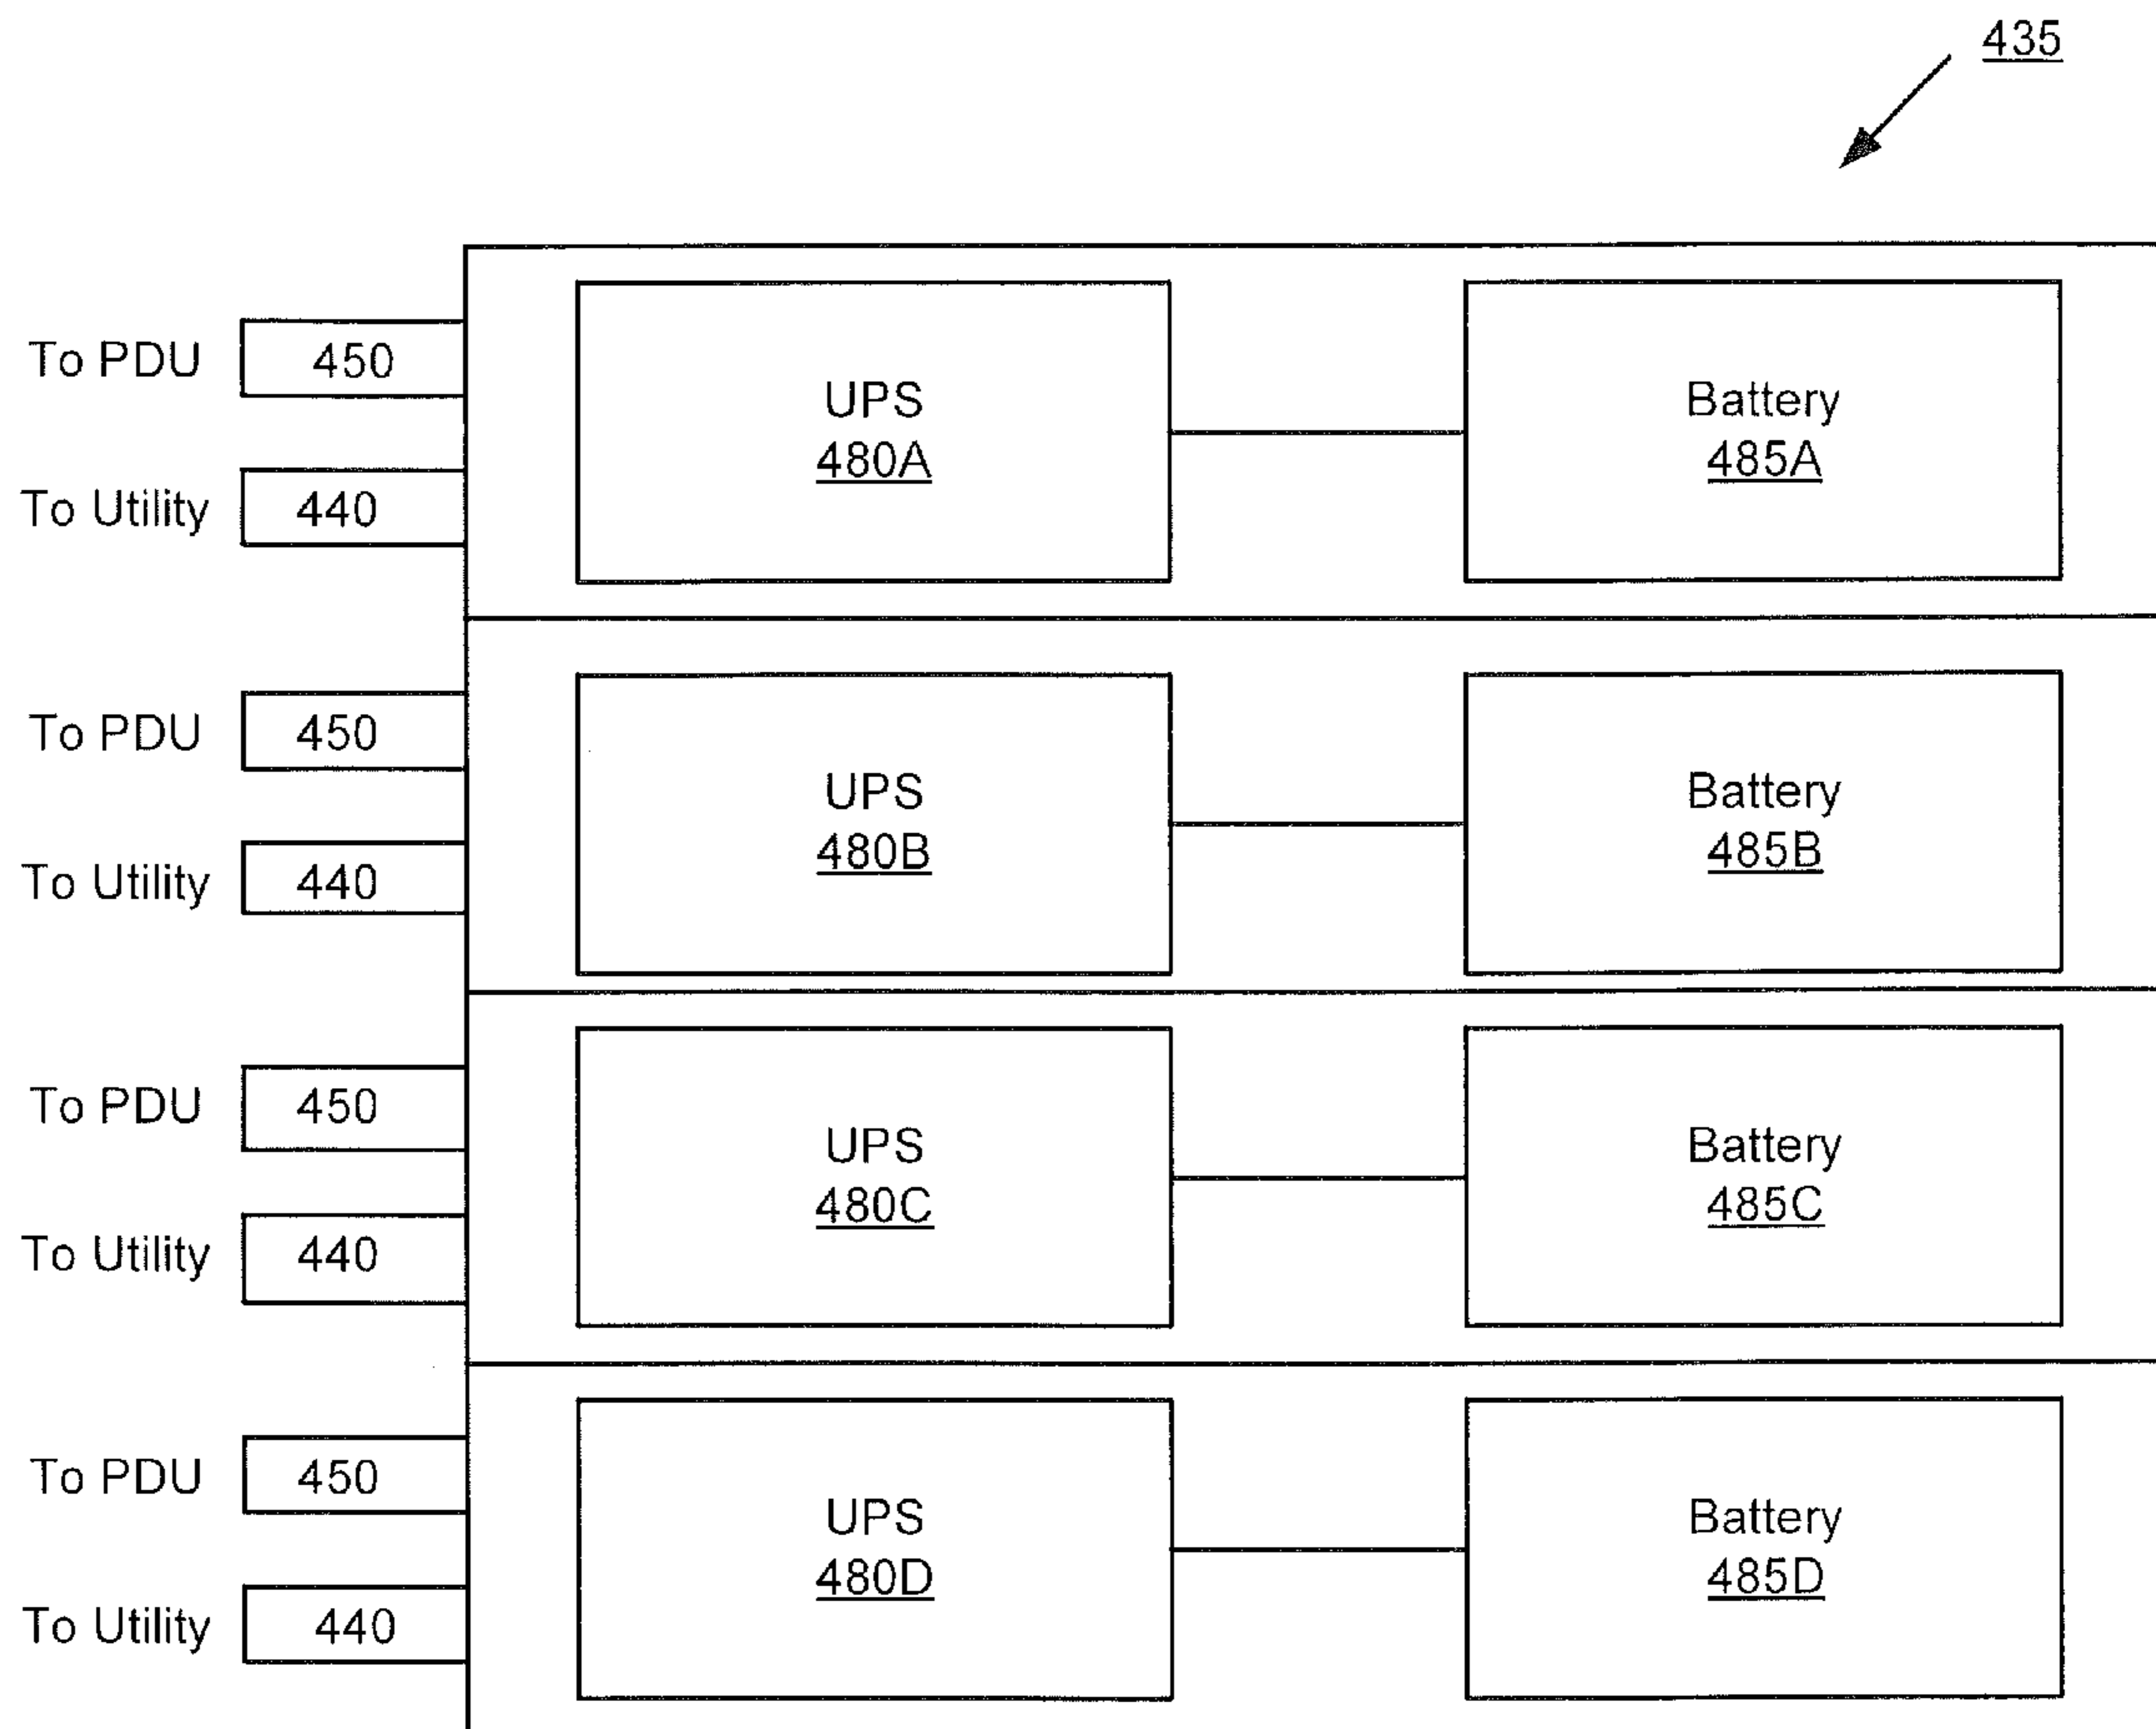 435
To PDU 450
UPS
480A
Battery
485A
To Utility 440
To PDU 450
UPS
480B
Battery
485B
To Utility 440
To PDU 450
UPS
480C
Battery
485C
To Utility 440
To PDU 450
UPS
480D
Battery
485D
To Utility 440